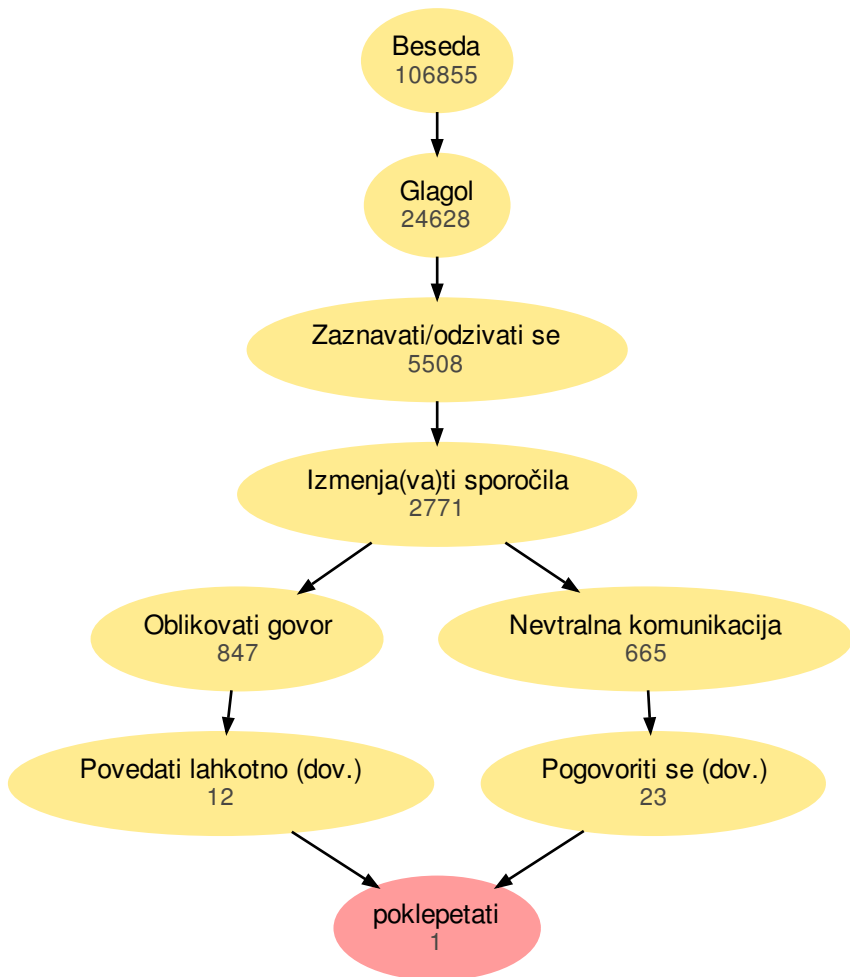 Beseda
106855
Glagol
24628
Zaznavati/odzivati se
5508
Izmenja(va)ti sporočila
2771
Oblikovati govor
847
Nevtralna komunikacija
665
Povedati lahkotno (dov.)
12
Pogovoriti se (dov.)
23
poklepetati
1